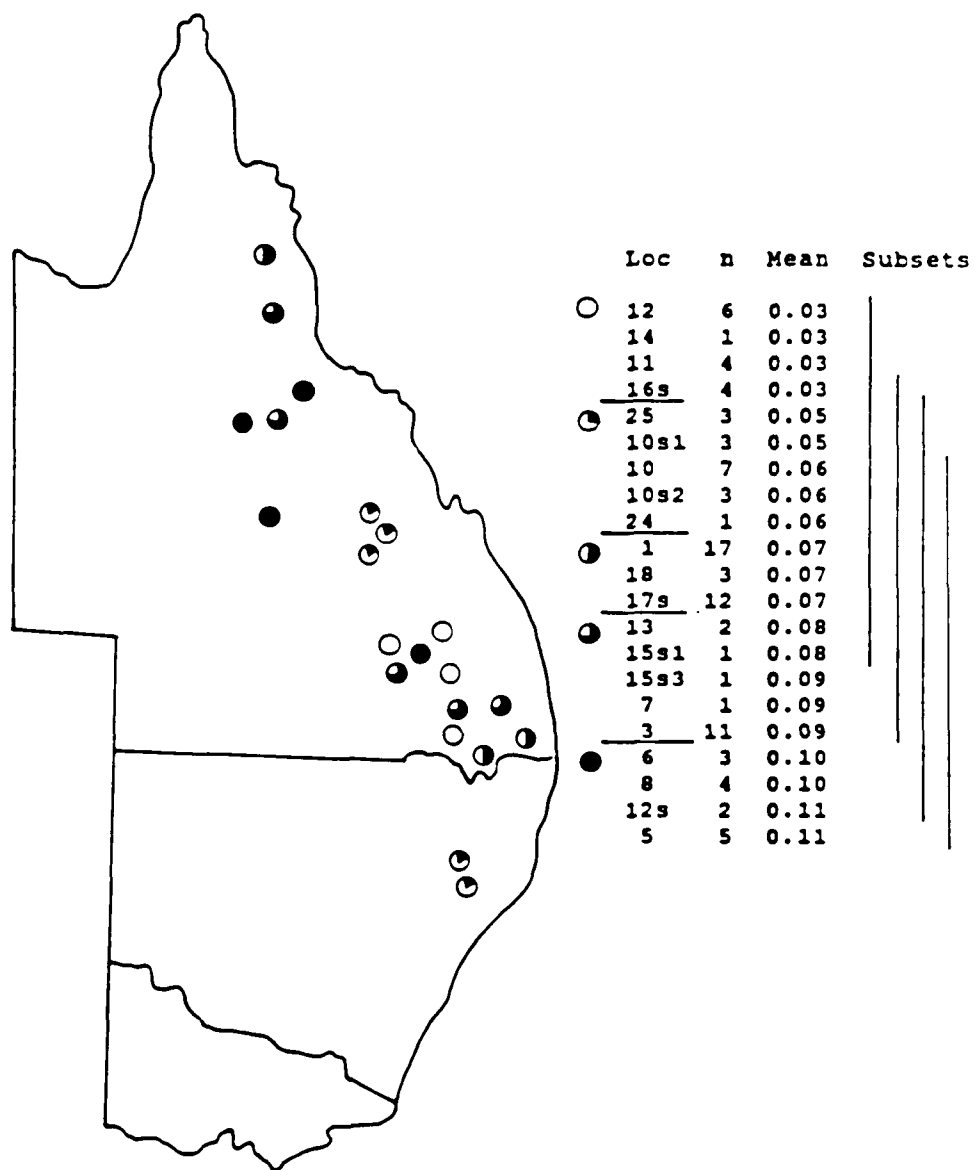 Loc n Mean Subsets
12 6 0.03
14 1 0.03
11 4 0.03
16s 4 0.03
25 3 0.05
10s1 3 0.05
10 7 0.06
10s2 3 0.06
24 1 0.06
1 17 0.07
18 3 0.07
17s 12 0.07
13 2 0.08
15s1 1 0.08
15s3 1 0.09
7 1 0.09
3 11 0.09
6 3 0.10
8 4 0.10
12s 2 0.11
5 5 0.11